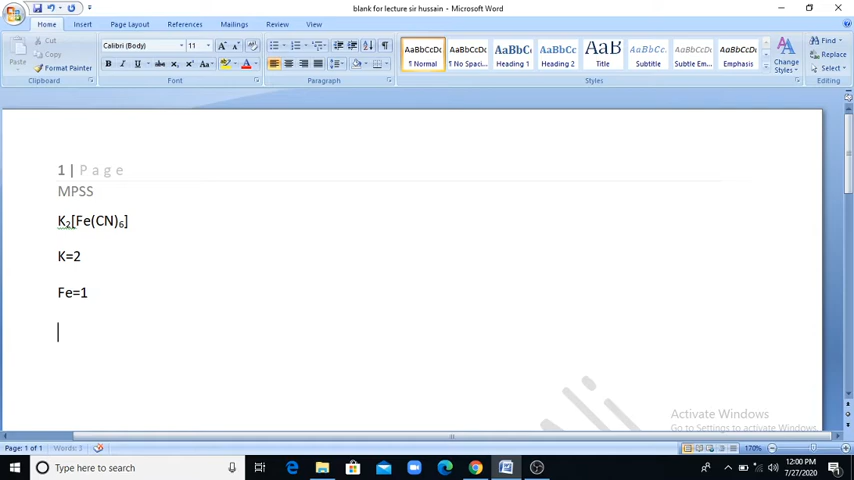 blank for lecture sir hussain - Microsoft Word
Home Insert Page Layout References Mailings Review View
Cut
Copy
Format Painter
Paste
Clipboard
Calibri (Body) 11
Font
Paragraph
AaBbCcDc AaBbCcDc AaBbC AaBbCc AaB AaBbCc. AaBbCcDc AaBbCcDc
¶ Normal ¶ No Spaci... Heading 1 Heading 2 Title Subtitle Subtle Em... Emphasis
Styles
Change Styles
Find
Replace
Select
Editing
1 | Page
MPSS
K₂[Fe(CN)₆]
K=2
Fe=1
Ali
Activate Windows
Go to Settings to activate Windows.
Page: 1 of 1 Words: 3 170%
Type here to search
12:00 PM
7/27/2020